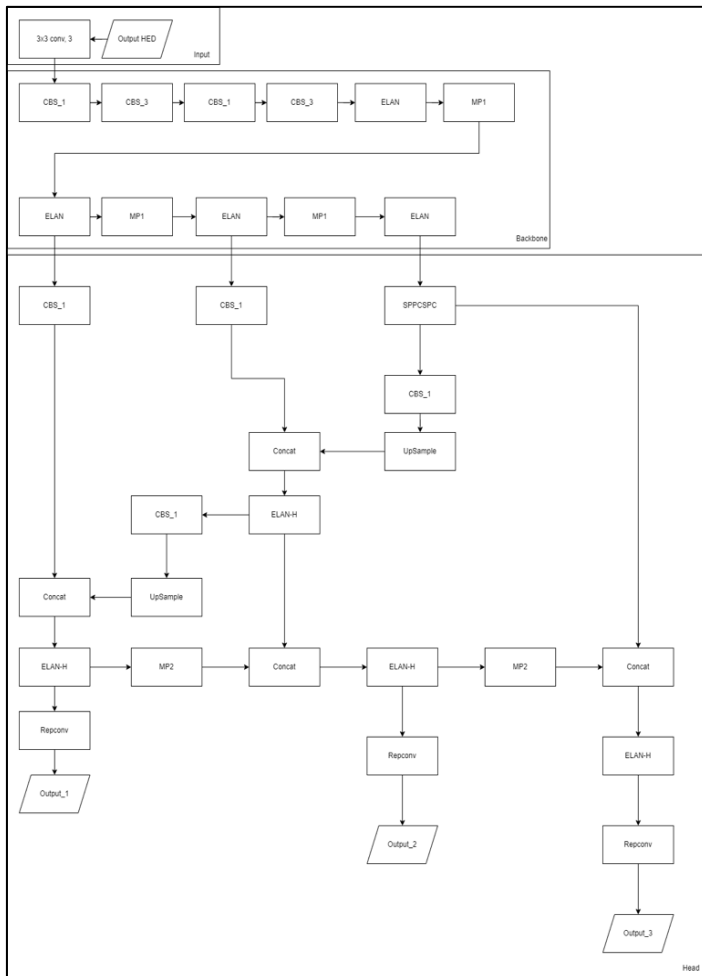 3x3 conv, 3
Output HED
Input
CBS_1
CBS_3
CBS_1
CBS_3
ELAN
MP1
ELAN
MP1
ELAN
MP1
ELAN
Backbone
CBS_1
CBS_1
SPPCSPC
CBS_1
Concat
UpSample
CBS_1
ELAN-H
Concat
UpSample
ELAN-H
MP2
Concat
ELAN-H
MP2
Concat
Repconv
Repconv
ELAN-H
Output_1
Output_2
Repconv
Output_3
Head